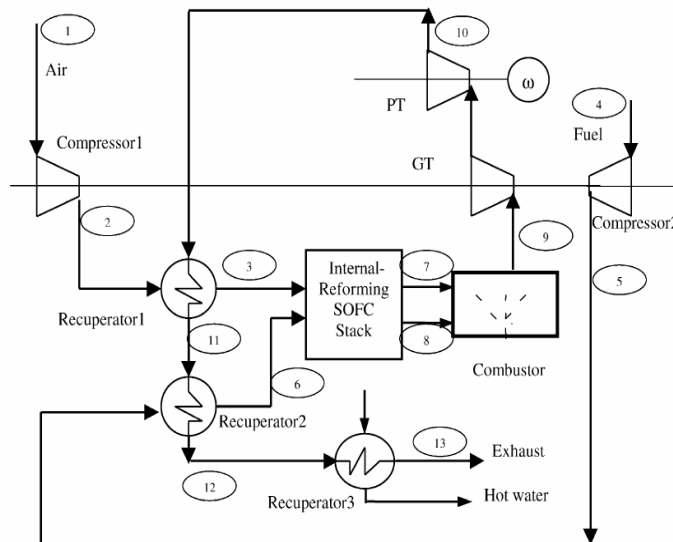 1
10
Air
ω
4
PT
Fuel
Compressor1
GT
2
Compressor2
9
3
Internal-
Reforming
SOFC
Stack
7
5
Recuperator1
11
8
6
Combustor
Recuperator2
13
Exhaust
12
Recuperator3
Hot water